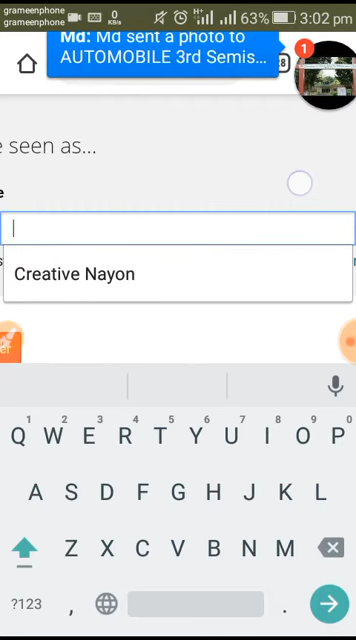 grameenphone
grameenphone
0
KB/s
H+
63%
3:02 pm
Md: Md sent a photo to
AUTOMOBILE 3rd Semis...
1
e seen as...
e
Creative Nayon
er
1 2 3 4 5 6 7 8 9 0
Q W E R T Y U I O P
A S D F G H J K L
Z X C V B N M
?123 , .